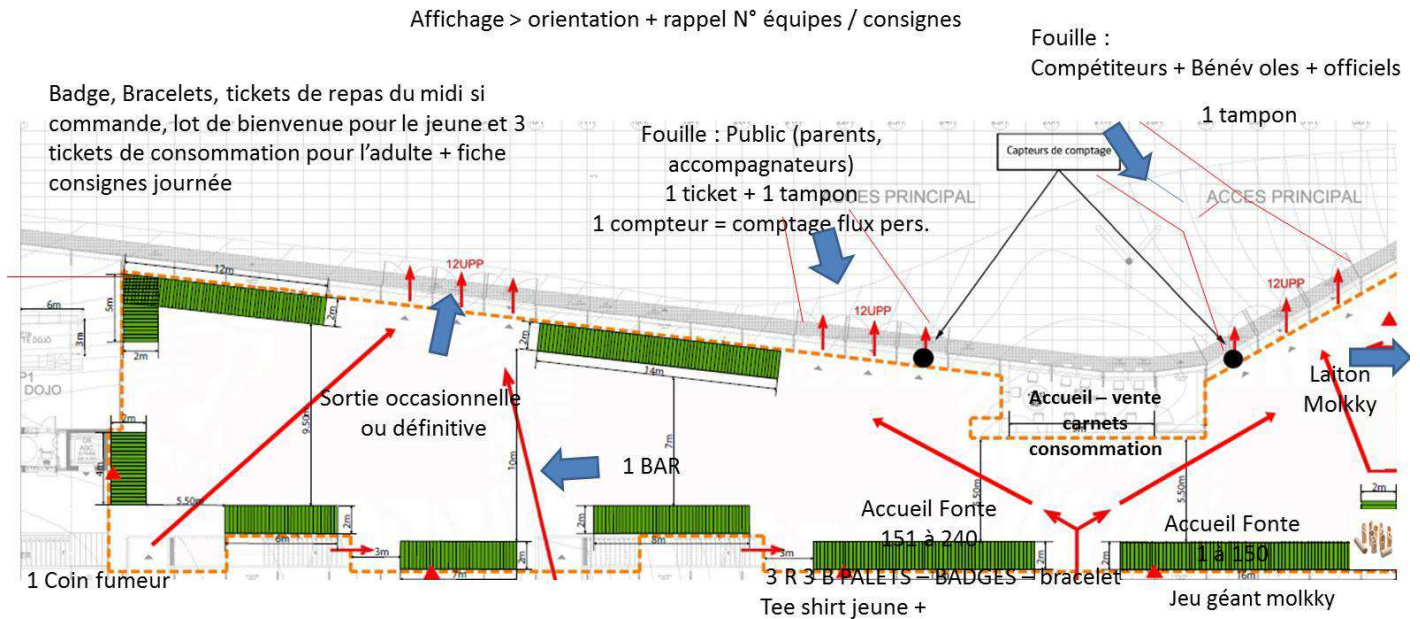 Affichage > orientation + rappel N° équipes / consignes
Fouille :
Compétiteurs + Bénév oles + officiels
1 tampon
Badge, Bracelets, tickets de repas du midi si
commande, lot de bienvenue pour le jeune et 3
tickets de consommation pour l'adulte + fiche
consignes journée
Fouille : Public (parents,
accompagnateurs)
1 ticket + 1 tampon
1 compteur = comptage flux pers.
Capteurs de comptage
ACCES PRINCIPAL
ACCES PRINCIPAL
12m
12UPP
12UPP
12UPP
6m
3m
5m
2m
2m
2m
14m
DOJO
Sortie occasionnelle
ou définitive
9.50m
10m
7m
1 BAR
Accueil – vente
carnets
consommation
Laiton
Molkky
2m
4m
5.50m
5.50m
2m
6m
2m
8m
3m
2m
7m
3m
2m
2m
2m
Accueil Fonte
151 à 240
Accueil Fonte
1 à 150
16m
1 Coin fumeur
3 R 3 B PALETS – BADGES – bracelet
Tee shirt jeune +
Jeu géant molkky